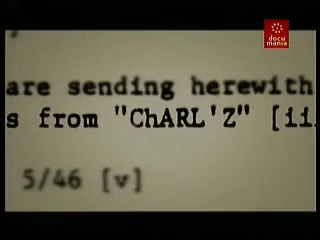 docu
mania
are sending herewith
s from "ChARL'Z" [ii
5/46 [v]